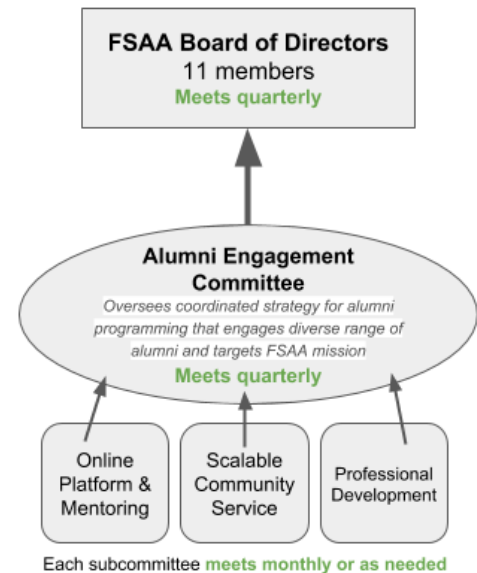 FSAA Board of Directors
11 members
Meets quarterly
Alumni Engagement
Committee
Oversees coordinated strategy for alumni
programming that engages diverse range of
alumni and targets FSAA mission
Meets quarterly
Online
Platform &
Mentoring
Scalable
Community
Service
Professional
Development
Each subcommittee meets monthly or as needed